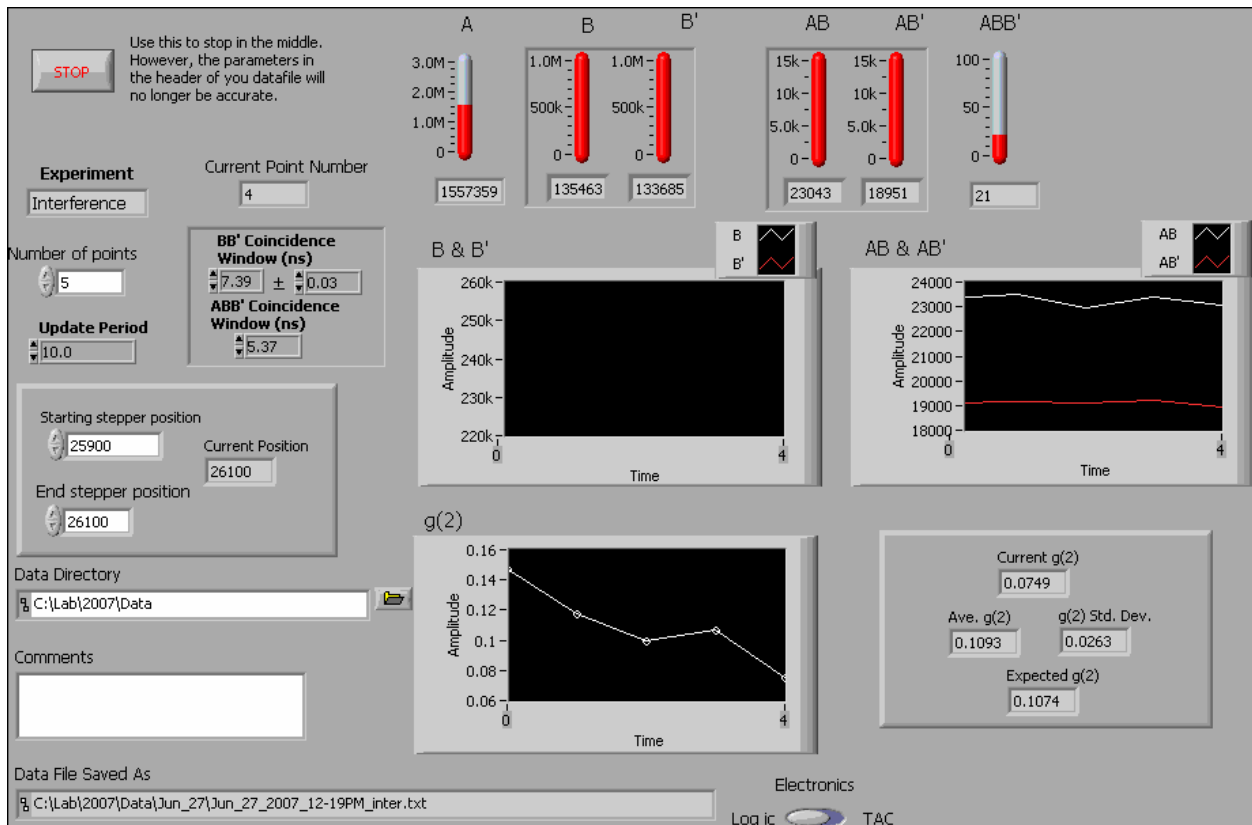 STOP
Use this to stop in the middle.
However, the parameters in
the header of you datafile will
no longer be accurate.
A
3.0M
2.0M
1.0M
0
1557359
B
B'
1.0M
500k
0
135463
1.0M
500k
0
133685
AB
AB'
15k
10k
5.0k
0
23043
15k
10k
5.0k
0
18951
ABB'
100
50
0
21
Experiment
Interference
Current Point Number
4
Number of points
5
Update Period
10.0
BB' Coincidence
Window (ns)
7.39 ± 0.03
ABB' Coincidence
Window (ns)
5.37
Starting stepper position
25900
Current Position
26100
End stepper position
26100
B & B'
B
B'
260k
250k
240k
230k
220k
Amplitude
0
4
Time
AB & AB'
AB
AB'
24000
23000
22000
21000
20000
19000
18000
Amplitude
0
4
Time
Data Directory
C:\Lab\2007\Data
Comments
g(2)
0.16
0.14
0.12
0.1
0.08
0.06
Amplitude
0
4
Time
Current g(2)
0.0749
Ave. g(2)
0.1093
g(2) Std. Dev.
0.0263
Expected g(2)
0.1074
Data File Saved As
C:\Lab\2007\Data\Jun_27\Jun_27_2007_12-19PM_inter.txt
Electronics
Logic
TAC